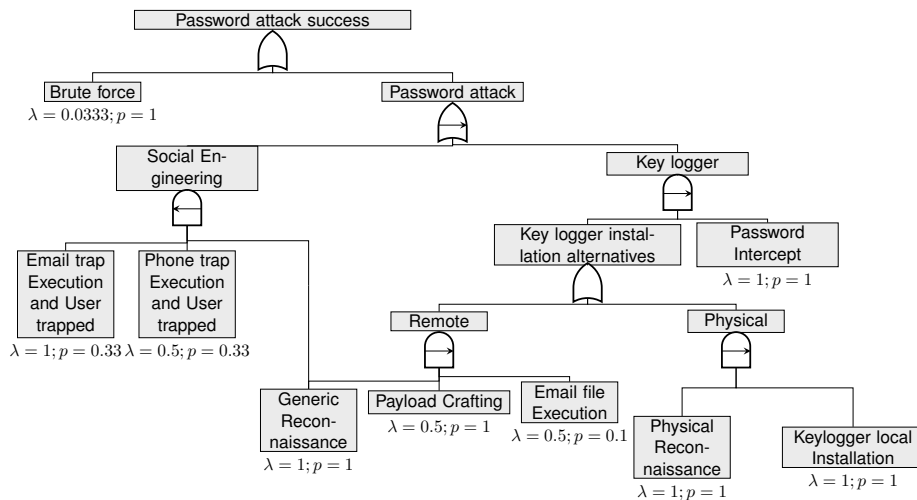 Password attack success
Brute force
λ = 0.0333; p = 1
Password attack
Social En-
gineering
Key logger
Email trap
Execution
and User
trapped
λ = 1; p = 0.33
Phone trap
Execution
and User
trapped
λ = 0.5; p = 0.33
Key logger instal-
lation alternatives
Password
Intercept
λ = 1; p = 1
Remote
Physical
Generic
Recon-
naissance
λ = 1; p = 1
Payload Crafting
λ = 0.5; p = 1
Email file
Execution
λ = 0.5; p = 0.1
Physical
Recon-
naissance
λ = 1; p = 1
Keylogger local
Installation
λ = 1; p = 1